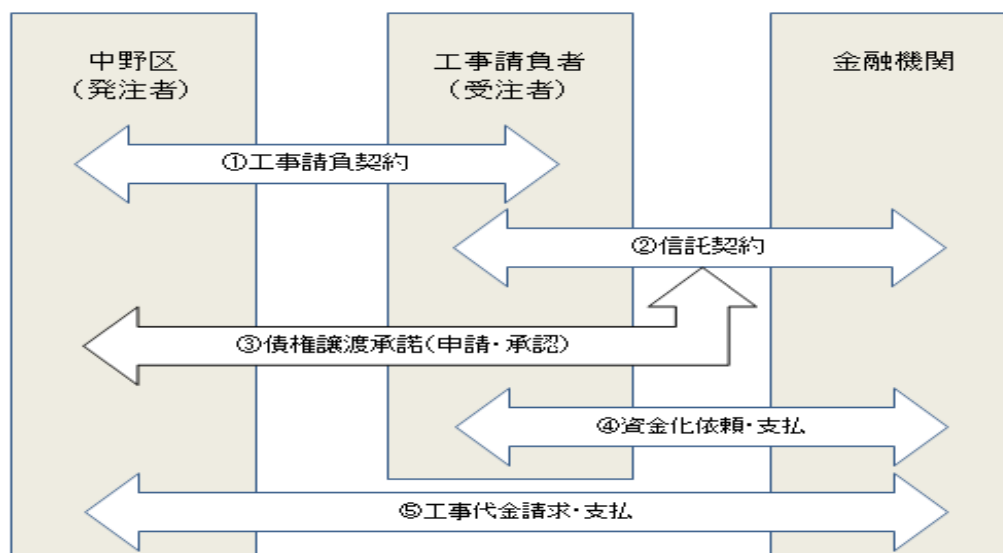 中野区
（発注者）
工事請負者
（受注者）
金融機関
①工事請負契約
②信託契約
③債権譲渡承諾（申請・承認）
④資金化依頼・支払
⑤工事代金請求・支払